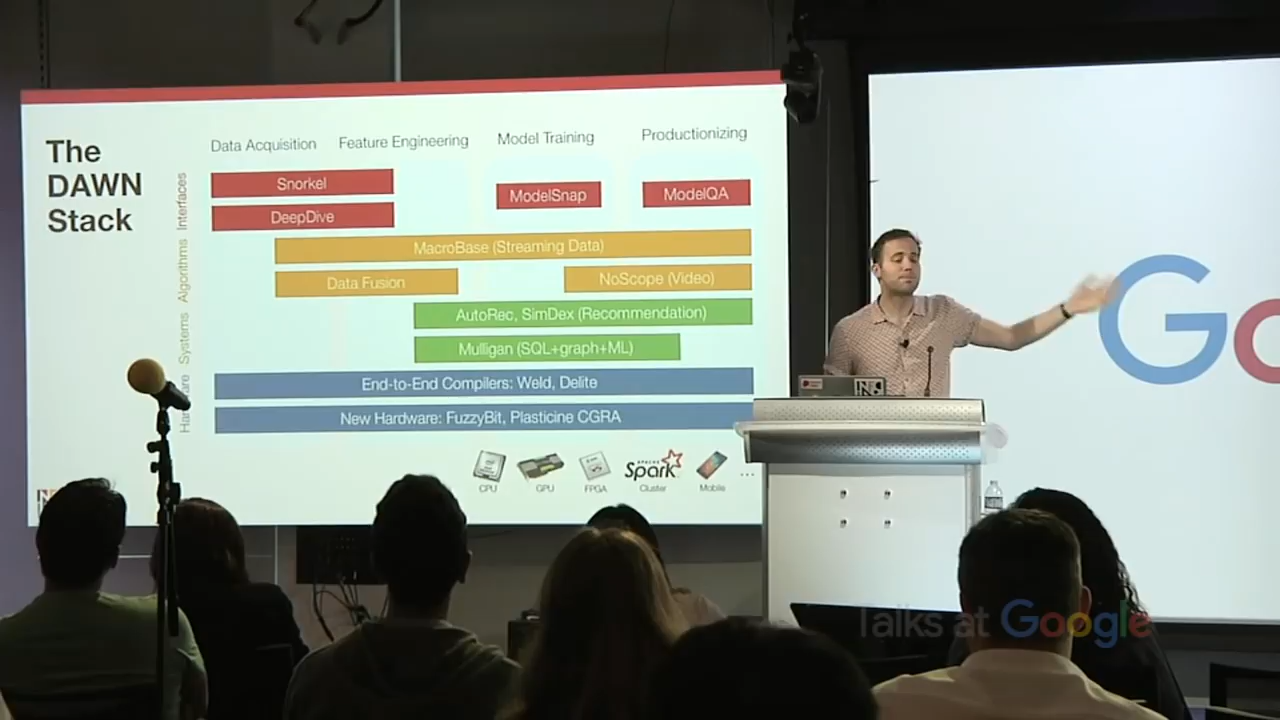 The
DAWN
Stack
Data Acquisition
Feature Engineering
Model Training
Productionizing
Interfaces
Algorithms
Systems
Snorkel
ModelSnap
ModelQA
DeepDive
MacroBase (Streaming Data)
Data Fusion
NoScope (Video)
AutoRec, SimDex (Recommendation)
Mulligan (SQL+graph+ML)
End-to-End Compilers: Weld, Delite
New Hardware: FuzzyBit, Plasticine CGRA
CPU
GPU
FPGA
APACHE
Spark
Cluster
Mobile
...
Go
Talks at Google